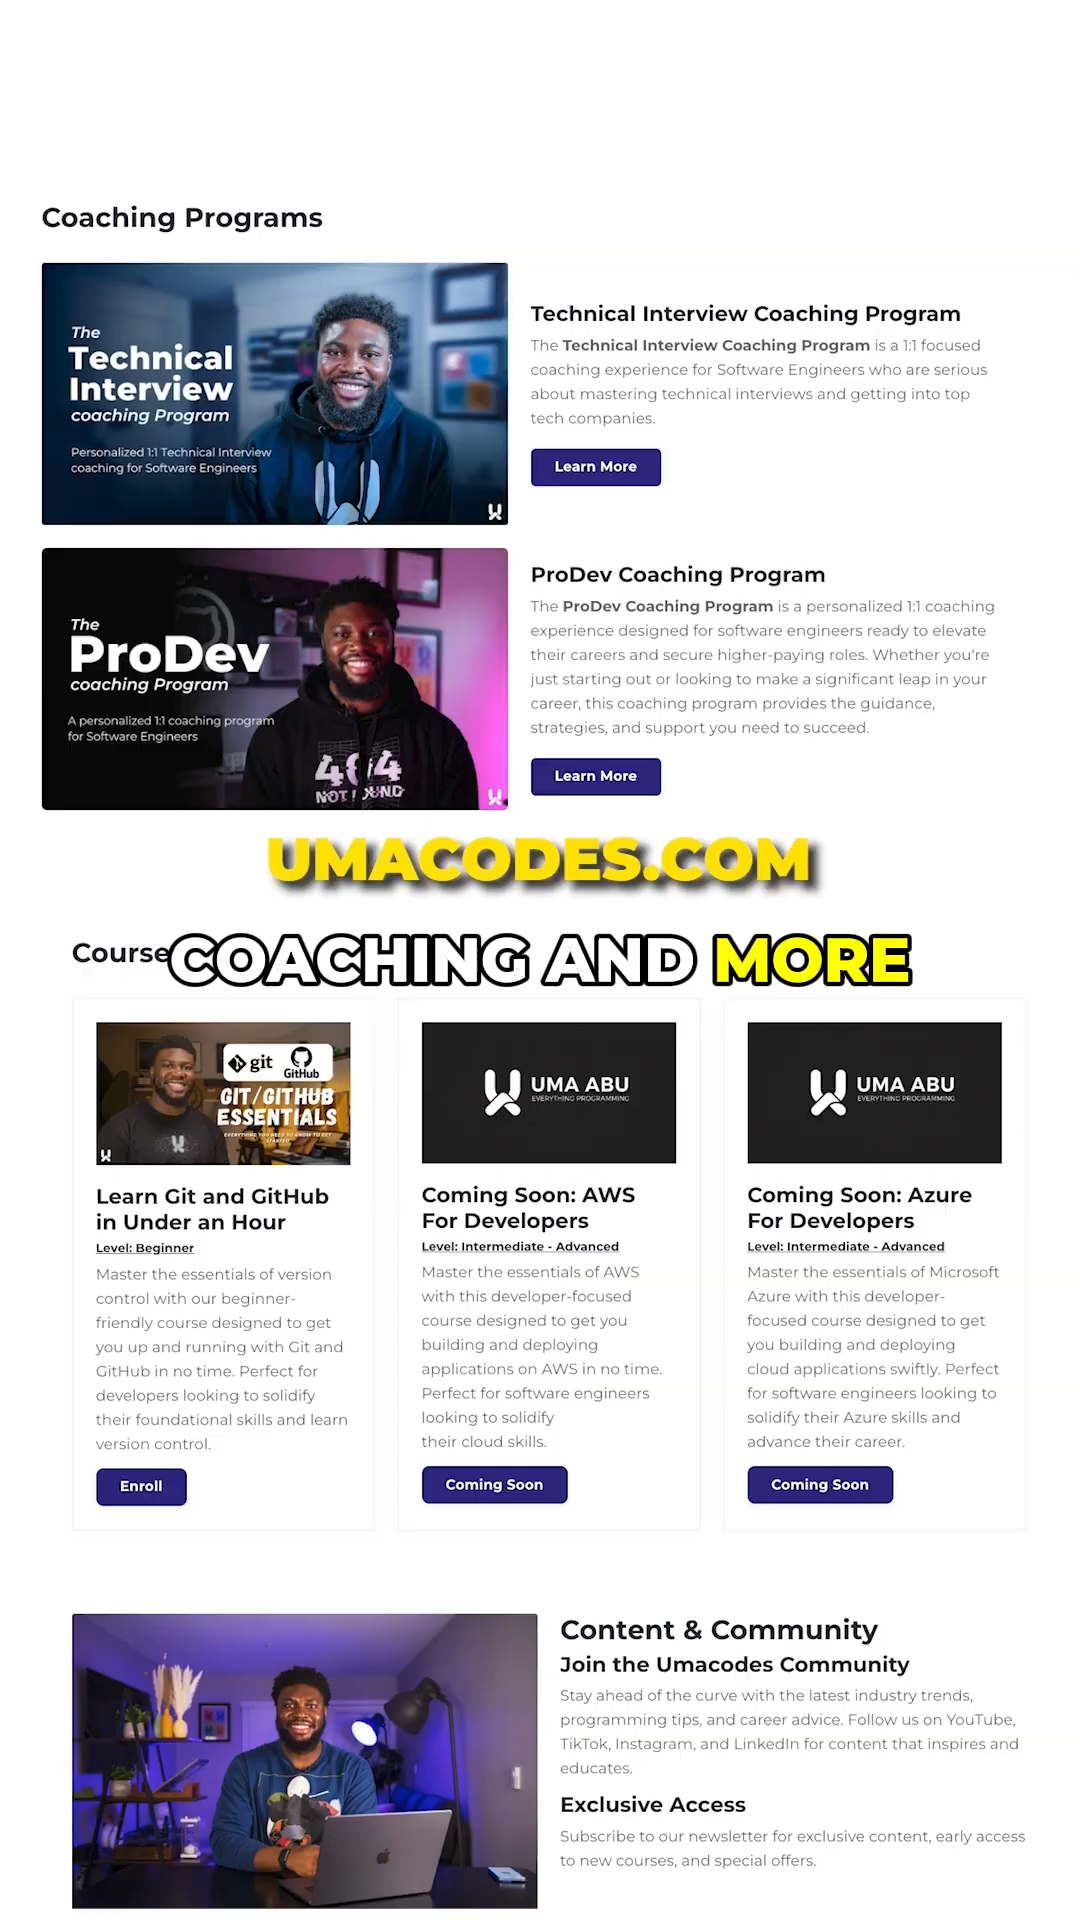 Coaching Programs
The
Technical
Interview
coaching Program
Personalized 1:1 Technical Interview
coaching for Software Engineers
Technical Interview Coaching Program
The Technical Interview Coaching Program is a 1:1 focused
coaching experience for Software Engineers who are serious
about mastering technical interviews and getting into top
tech companies.
Learn More
The
ProDev
coaching Program
A personalized 1:1 coaching program
for Software Engineers
404
ProDev Coaching Program
The ProDev Coaching Program is a personalized 1:1 coaching
experience designed for software engineers ready to elevate
their careers and secure higher-paying roles. Whether you're
just starting out or looking to make a significant leap in your
career, this coaching program provides the guidance,
strategies, and support you need to succeed.
Learn More
UMACODES.COM
Course
COACHING AND MORE
git
GitHub
GIT/GITHUB
ESSENTIALS
EVERYTHING YOU NEED TO KNOW TO GET
STARTED
Learn Git and GitHub
in Under an Hour
Level: Beginner
Master the essentials of version
control with our beginner-
friendly course designed to get
you up and running with Git and
GitHub in no time. Perfect for
developers looking to solidify
their foundational skills and learn
version control.
Enroll
UMA ABU
EVERYTHING PROGRAMMING
Coming Soon: AWS
For Developers
Level: Intermediate - Advanced
Master the essentials of AWS
with this developer-focused
course designed to get you
building and deploying
applications on AWS in no time.
Perfect for software engineers
looking to solidify
their cloud skills.
Coming Soon
UMA ABU
EVERYTHING PROGRAMMING
Coming Soon: Azure
For Developers
Level: Intermediate - Advanced
Master the essentials of Microsoft
Azure with this developer-
focused course designed to get
you building and deploying
cloud applications swiftly. Perfect
for software engineers looking to
solidify their Azure skills and
advance their career.
Coming Soon
Content & Community
Join the Umacodes Community
Stay ahead of the curve with the latest industry trends,
programming tips, and career advice. Follow us on YouTube,
TikTok, Instagram, and LinkedIn for content that inspires and
educates.
Exclusive Access
Subscribe to our newsletter for exclusive content, early access
to new courses, and special offers.